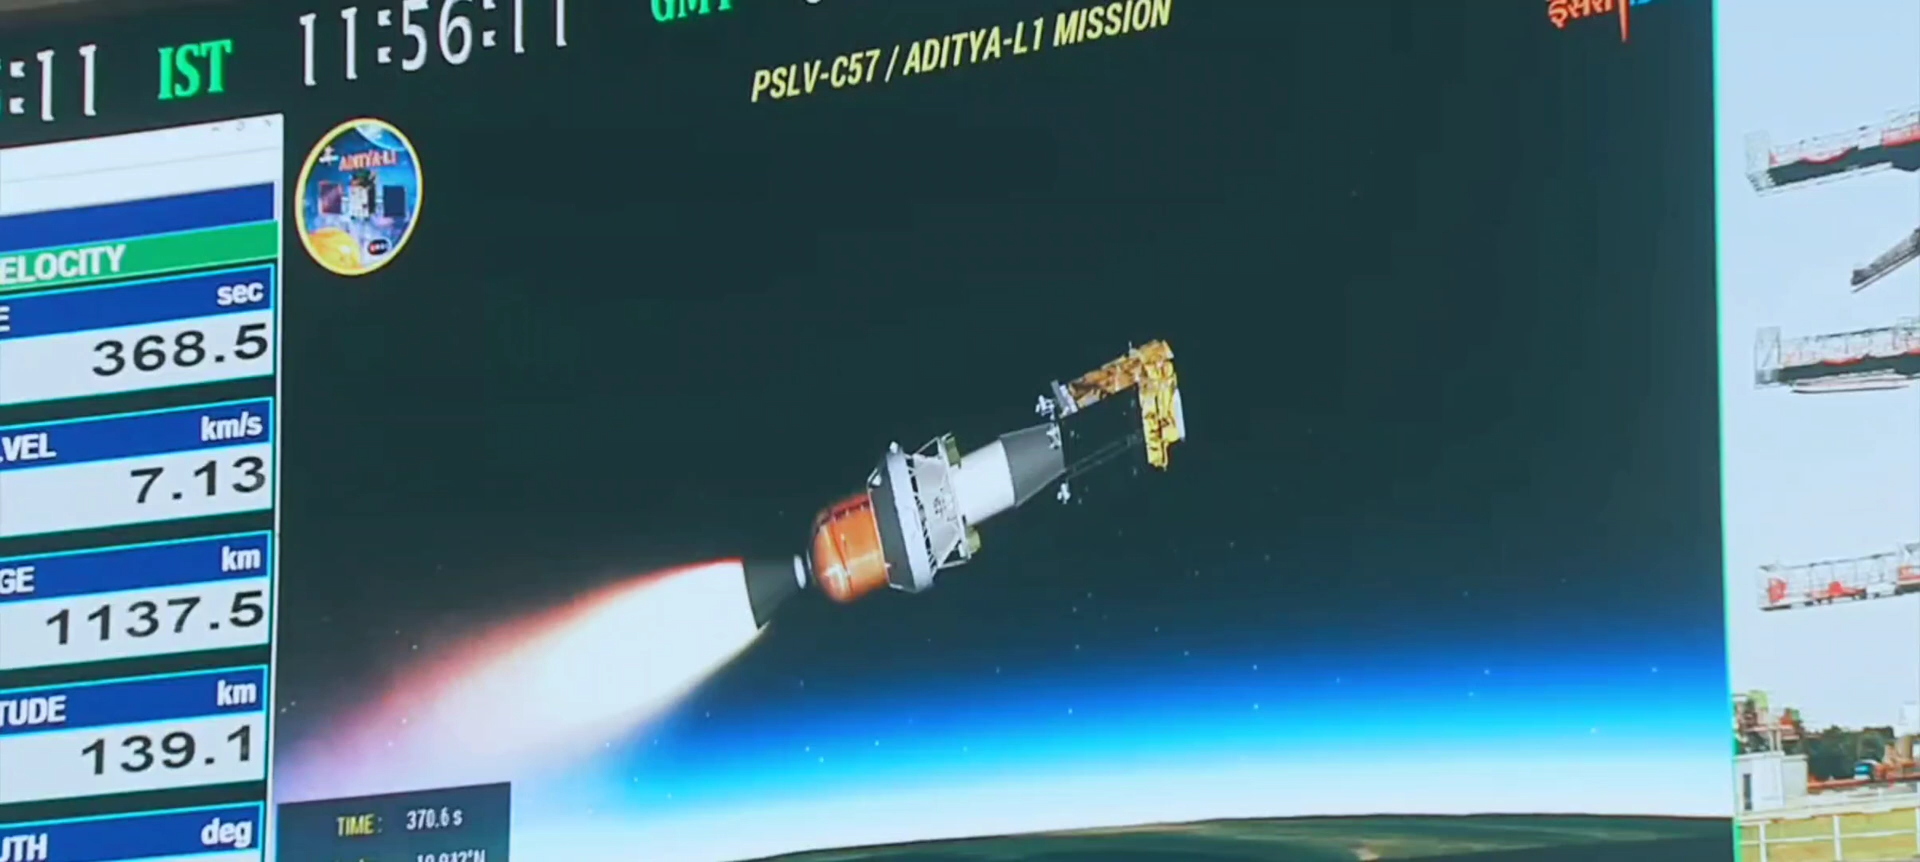 :11 IST 11:56:11 GMT
PSLV-C57 / ADITYA-L1 MISSION
इसरो
ADITYA-L1
ELOCITY
E sec
368.5
.VEL km/s
7.13
GE km
1137.5
TUDE km
139.1
UTH deg
TIME: 370.6 s